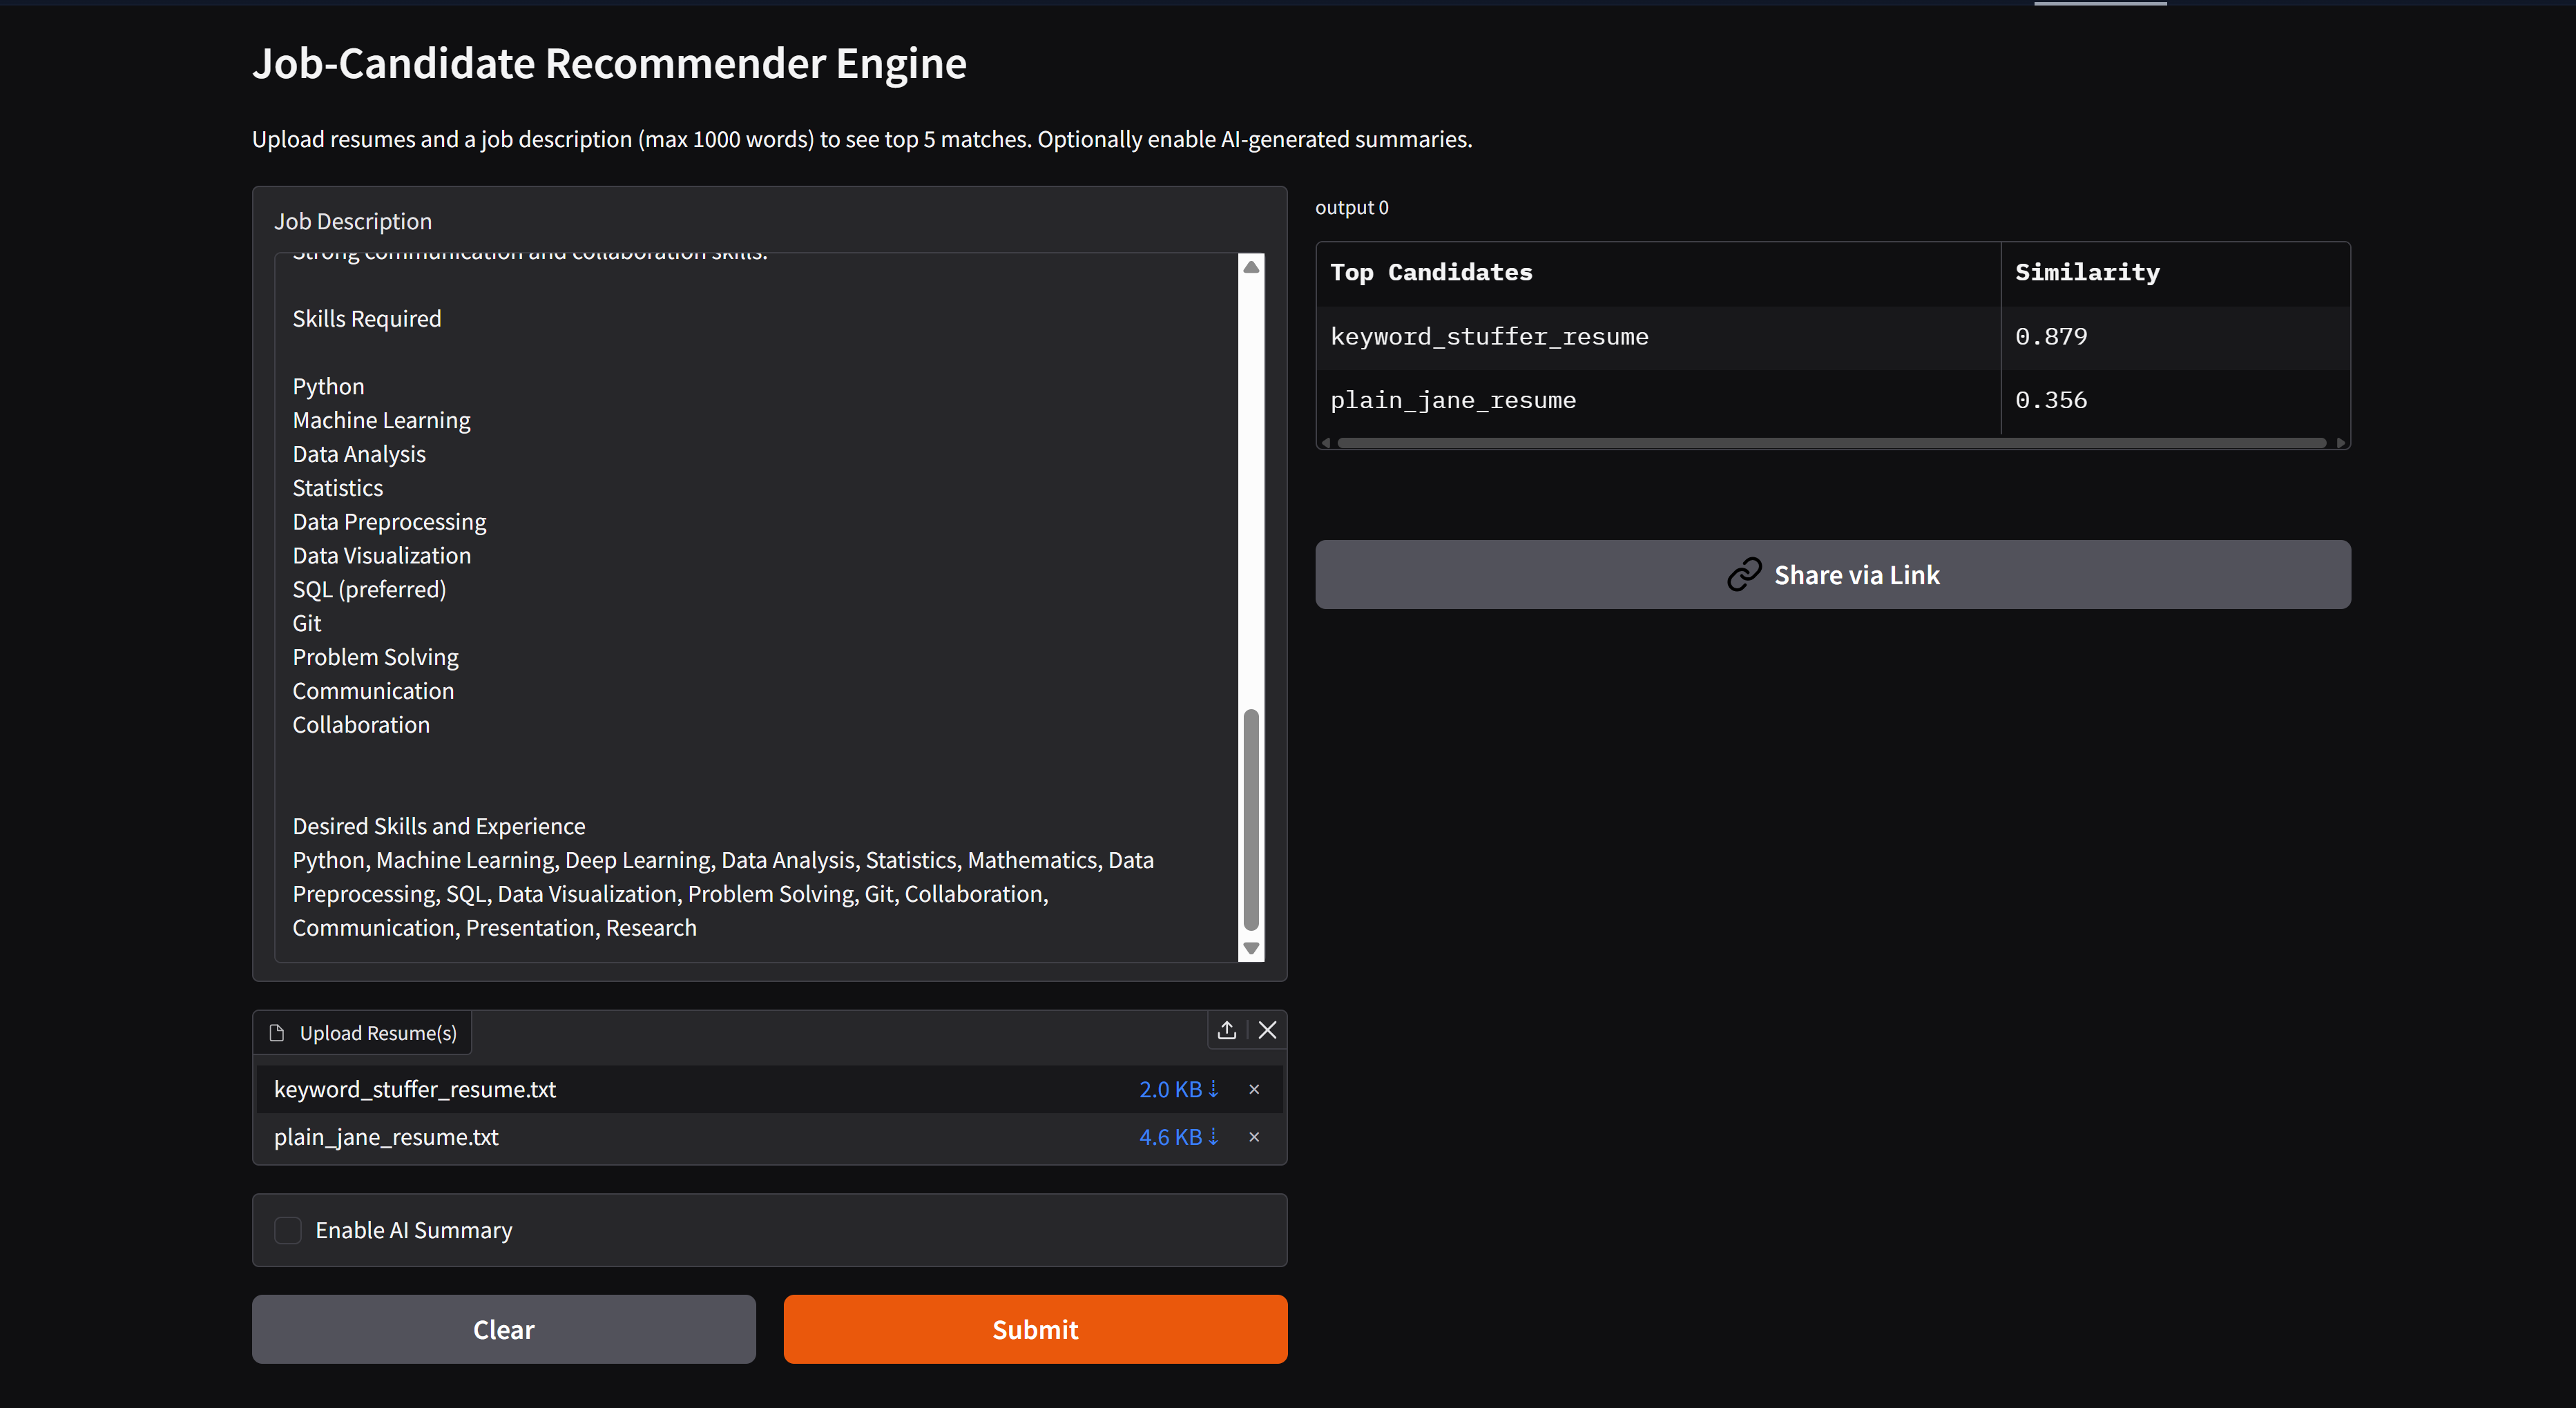 Job-Candidate Recommender Engine
Upload resumes and a job description (max 1000 words) to see top 5 matches. Optionally enable AI-generated summaries.
Job Description
Strong communication and collaboration skills.
Skills Required
Python
Machine Learning
Data Analysis
Statistics
Data Preprocessing
Data Visualization
SQL (preferred)
Git
Problem Solving
Communication
Collaboration
Desired Skills and Experience
Python, Machine Learning, Deep Learning, Data Analysis, Statistics, Mathematics, Data
Preprocessing, SQL, Data Visualization, Problem Solving, Git, Collaboration,
Communication, Presentation, Research
Upload Resume(s)
keyword_stuffer_resume.txt 2.0 KB ⇣ ×
plain_jane_resume.txt 4.6 KB ⇣ ×
Enable AI Summary
Clear
Submit
output 0
Top Candidates Similarity
keyword_stuffer_resume 0.879
plain_jane_resume 0.356
Share via Link